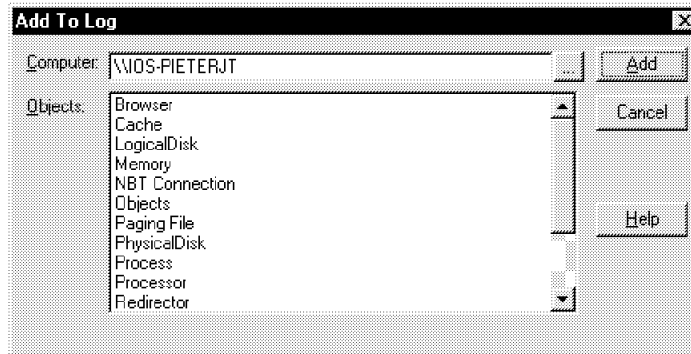 Add To Log
Computer: \\IOS-PIETERJT ... Add
Objects: Cancel
Browser
Cache
LogicalDisk
Memory
NBT Connection
Objects
Paging File
PhysicalDisk
Process
Processor
Redirector
Help